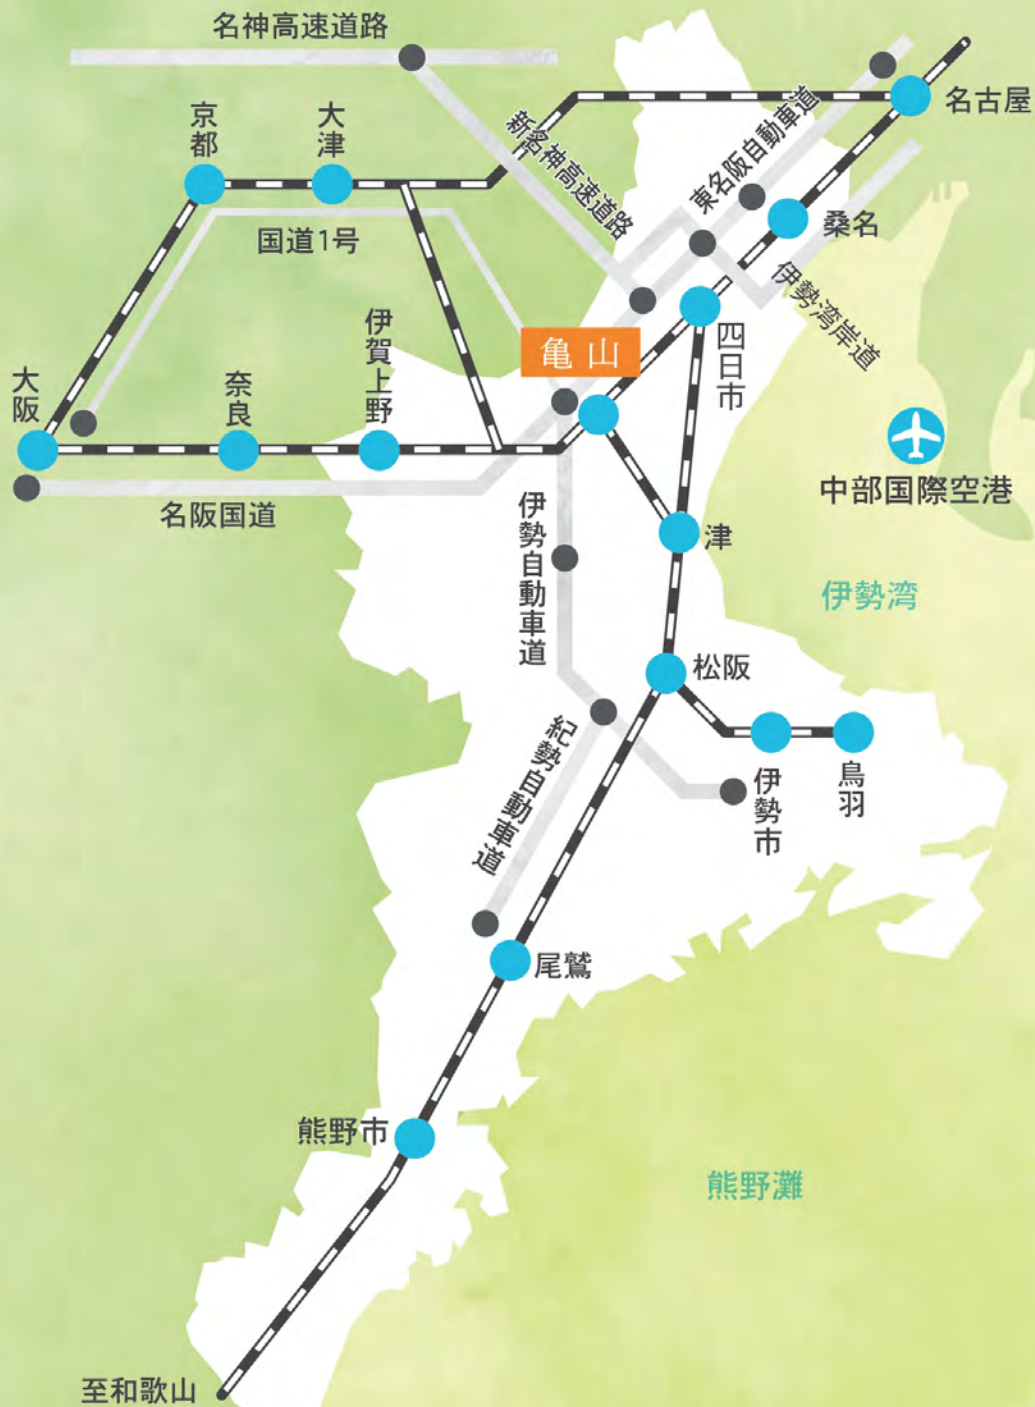 名神高速道路
名古屋
京都
大津
新名神高速道路
東名阪自動車道
桑名
国道1号
伊勢湾岸道
伊賀上野
亀山
四日市
大阪
奈良
中部国際空港
名阪国道
伊勢自動車道
津
伊勢湾
松阪
紀勢自動車道
伊勢市
鳥羽
尾鷲
熊野市
熊野灘
至和歌山